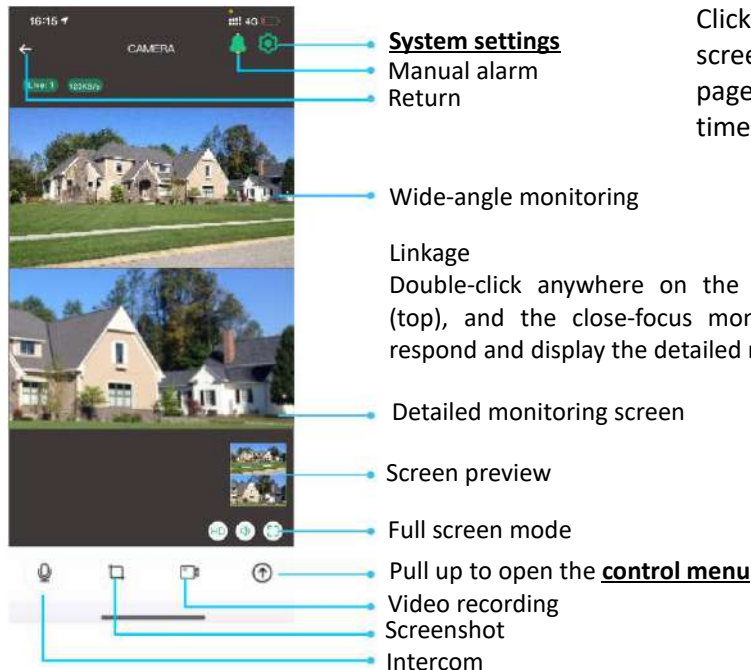 16:15
4G
CAMERA
Live: 1
123KB/s
Click
screen
page
time
System settings
Manual alarm
Return
Wide-angle monitoring
Linkage
Double-click anywhere on the
(top), and the close-focus
respond and display the detailed
Detailed monitoring screen
Screen preview
HD
Full screen mode
Pull up to open the control menu
Video recording
Screenshot
Intercom